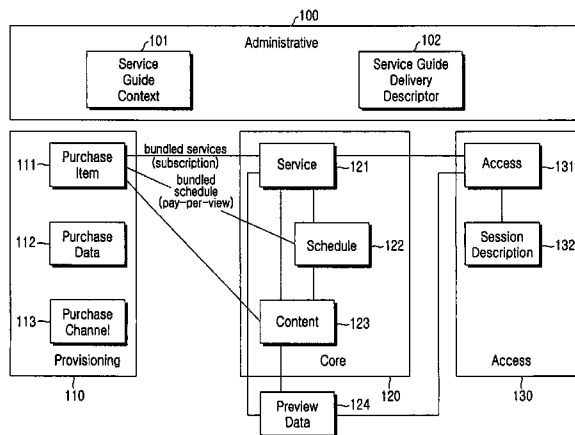 100
101
Administrative
102
Service
Guide
Context
Service Guide
Delivery
Descriptor
111
Purchase
Item
bundled services
(subscription)
bundled
schedule
(pay-per-view)
Service
121
Access
131
112
Purchase
Data
Schedule
122
Session
Description
132
113
Purchase
Channel
Content
123
Provisioning
Core
Access
110
120
130
Preview
Data
124